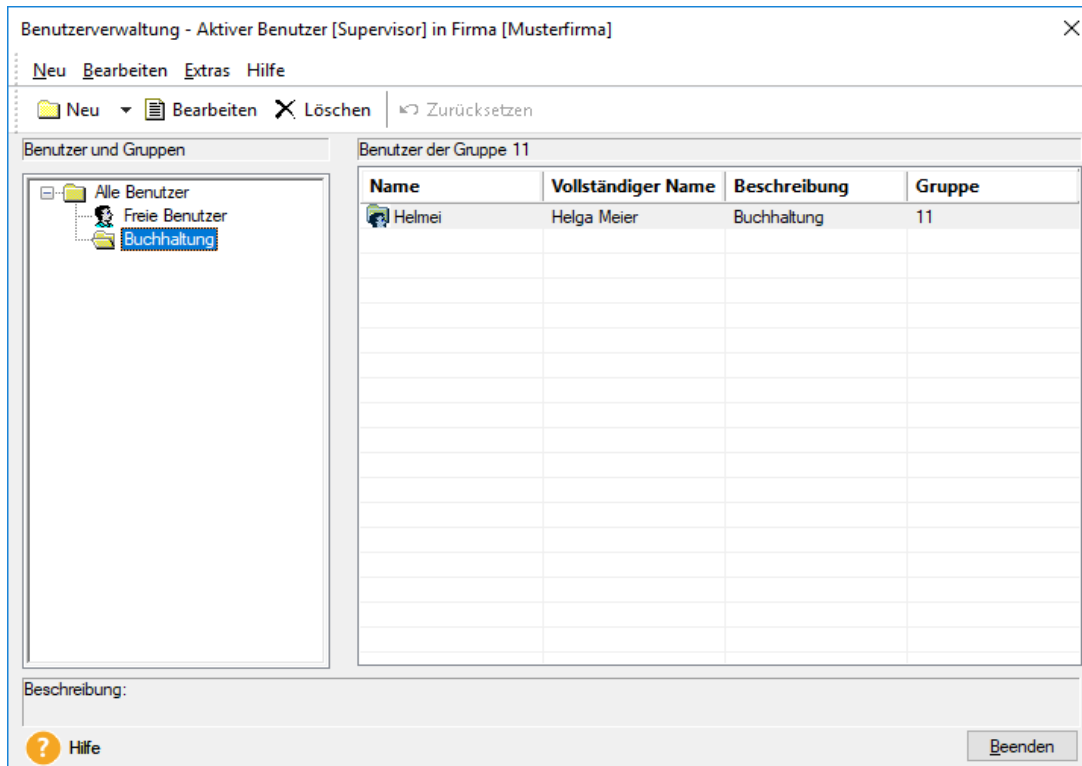 Benutzerverwaltung - Aktiver Benutzer [Supervisor] in Firma [Musterfirma]
Neu Bearbeiten Extras Hilfe
Neu Bearbeiten Löschen Zurücksetzen
Benutzer und Gruppen
Alle Benutzer
Freie Benutzer
Buchhaltung
Benutzer der Gruppe 11
Name Vollständiger Name Beschreibung Gruppe
Helmei Helga Meier Buchhaltung 11
Beschreibung:
? Hilfe
Beenden